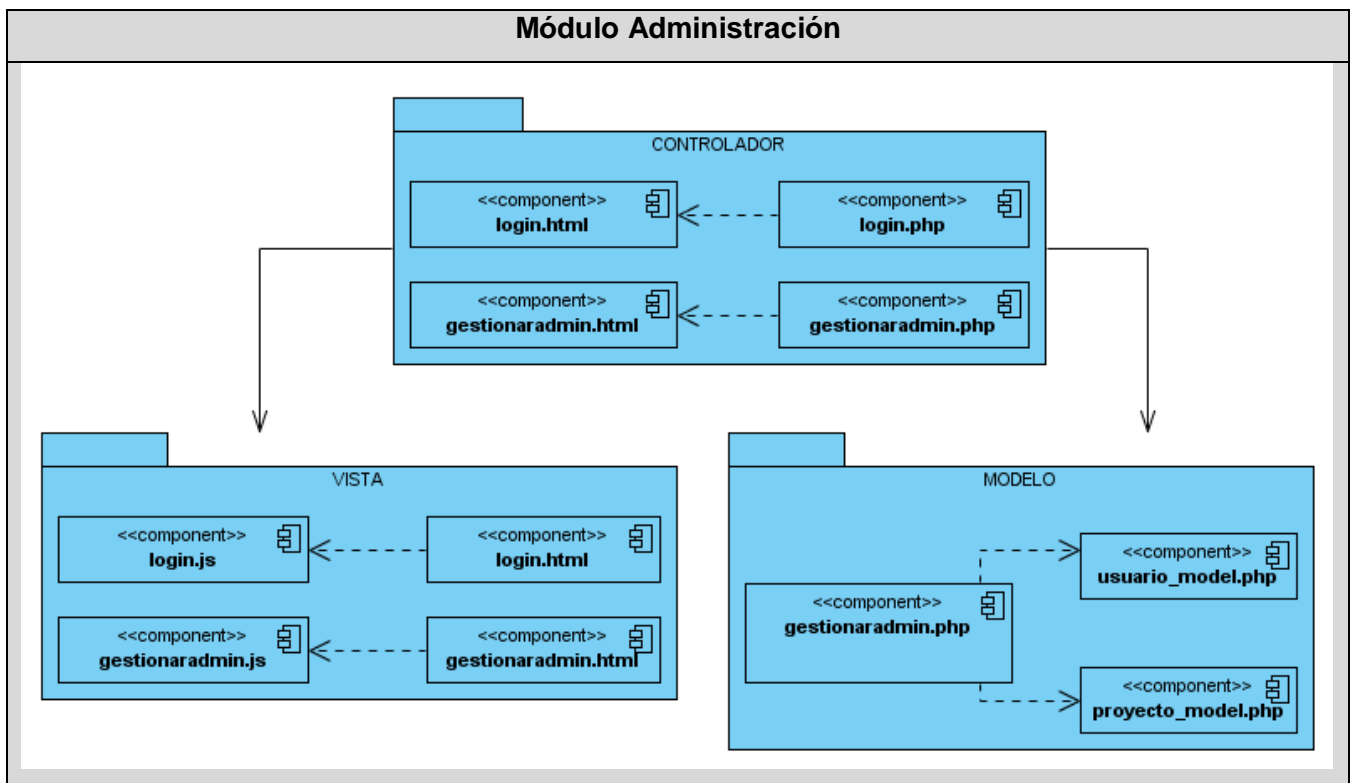 Módulo Administración
CONTROLADOR
<<component>>
login.html
<<component>>
login.php
<<component>>
gestionaradmin.html
<<component>>
gestionaradmin.php
VISTA
<<component>>
login.js
<<component>>
login.html
<<component>>
gestionaradmin.js
<<component>>
gestionaradmin.html
MODELO
<<component>>
gestionaradmin.php
<<component>>
usuario_model.php
<<component>>
proyecto_model.php